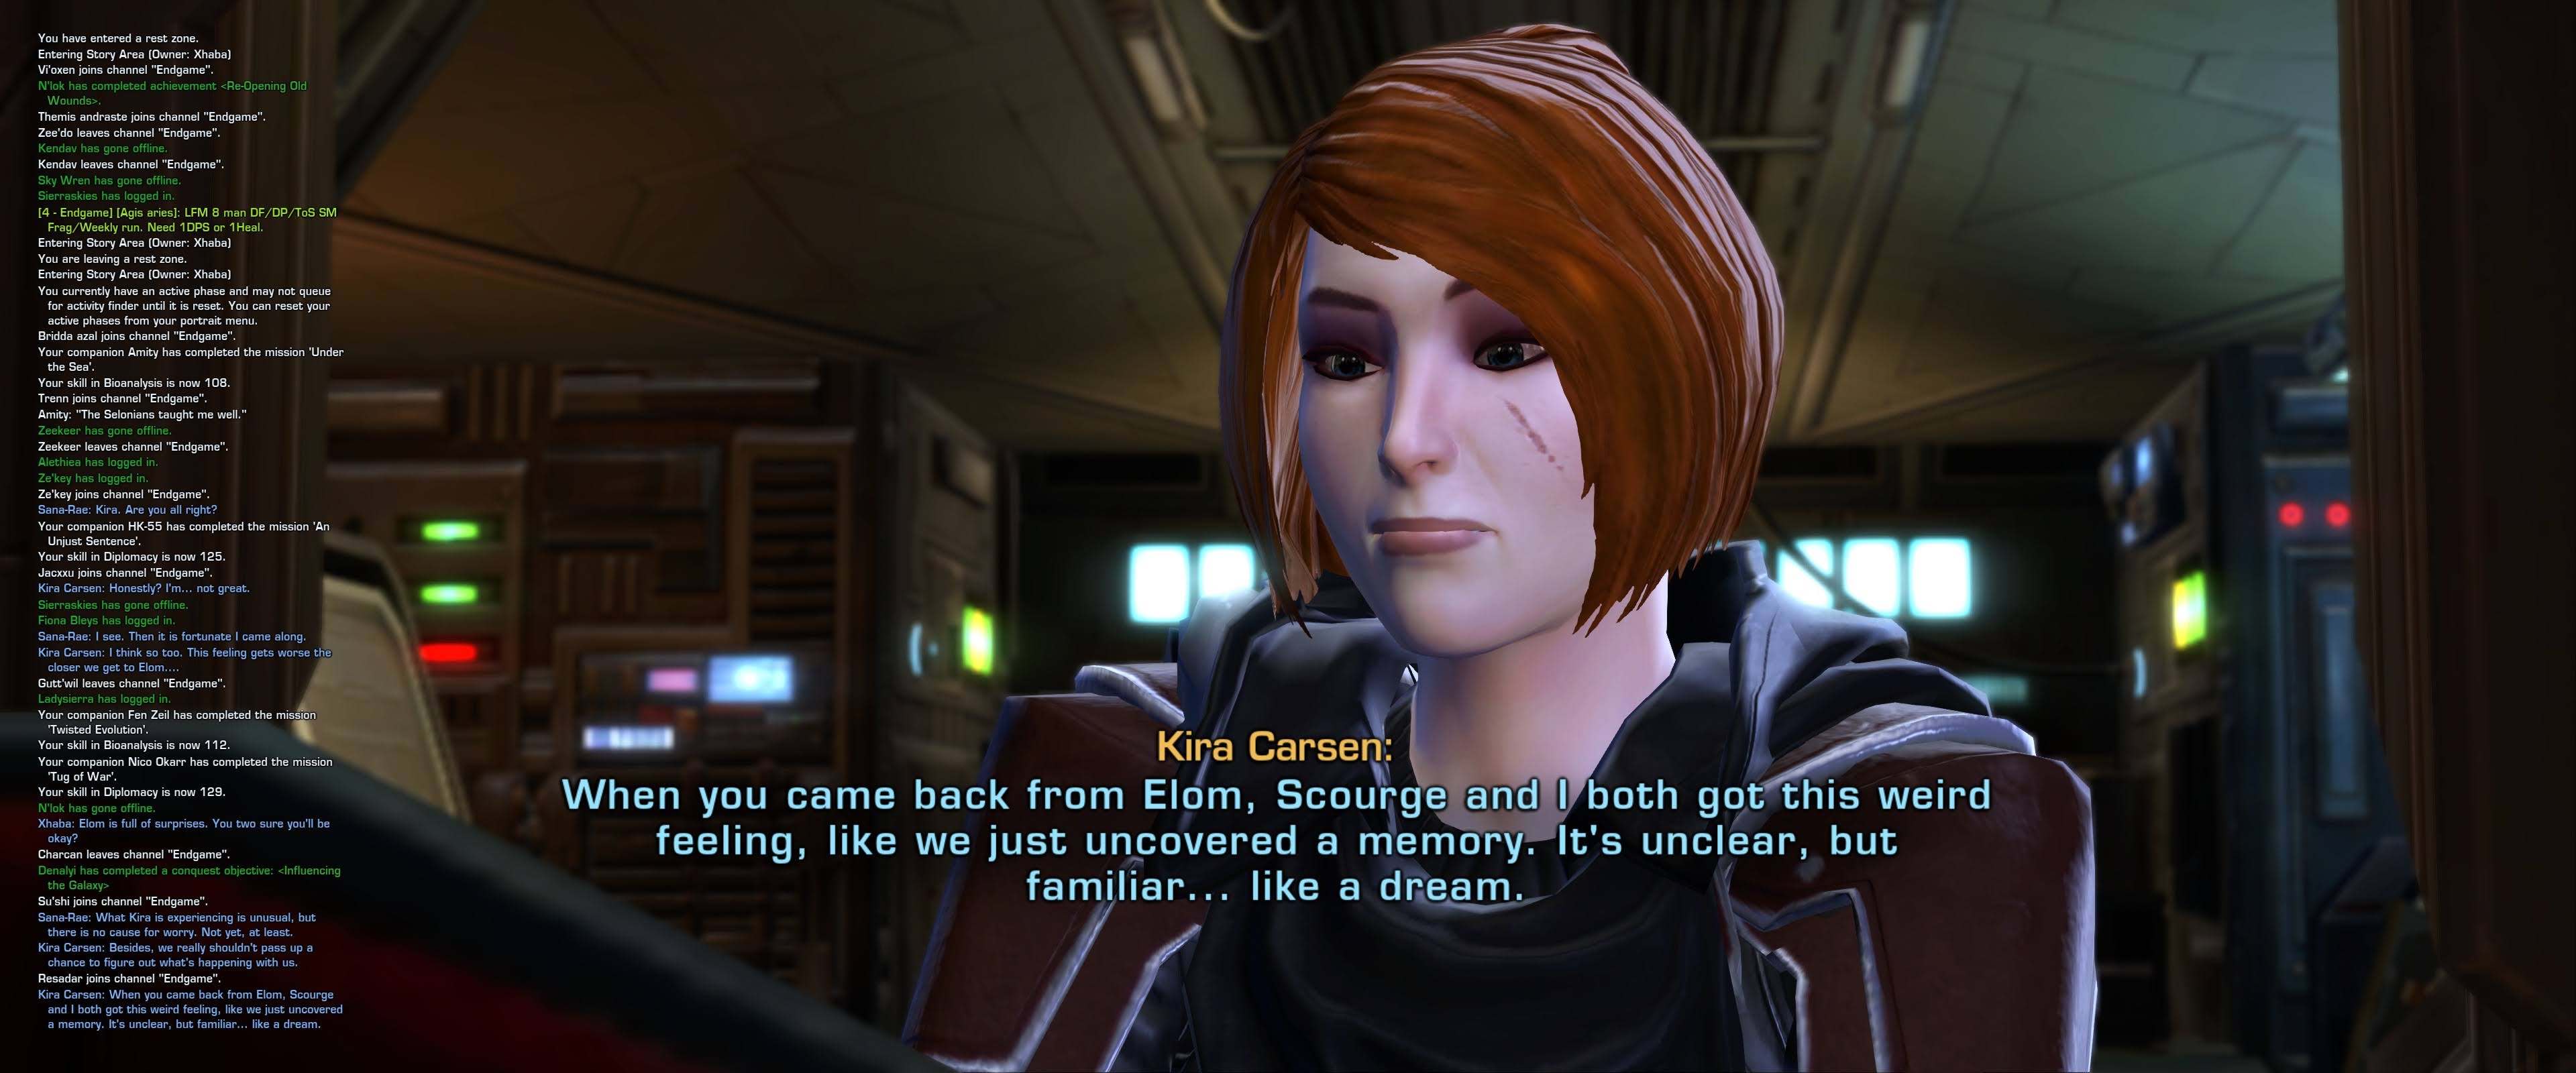 You have entered a rest zone.
Entering Story Area (Owner: Xhaba)
Vi'oxen joins channel "Endgame".
N'lok has completed achievement <Re-Opening Old
Wounds>.
Themis andraste joins channel "Endgame".
Zee'do leaves channel "Endgame".
Kendav has gone offline.
Kendav leaves channel "Endgame".
Sky Wren has gone offline.
Sierraskies has logged in.
[4 - Endgame] [Agis aries]: LFM 8 man DF/DP/ToS SM
Frag/Weekly run. Need 1DPS or 1Heal.
Entering Story Area (Owner: Xhaba)
You are leaving a rest zone.
Entering Story Area (Owner: Xhaba)
You currently have an active phase and may not queue
for activity finder until it is reset. You can reset your
active phases from your portrait menu.
Bridda azal joins channel "Endgame".
Your companion Amity has completed the mission 'Under
the Sea'.
Your skill in Bioanalysis is now 108.
Trenn joins channel "Endgame".
Amity: "The Selonians taught me well."
Zeekeer has gone offline.
Zeekeer leaves channel "Endgame".
Alethiea has logged in.
Ze'key has logged in.
Ze'key joins channel "Endgame".
Sana-Rae: Kira. Are you all right?
Your companion HK-55 has completed the mission 'An
Unjust Sentence'.
Your skill in Diplomacy is now 125.
Jacxxu joins channel "Endgame".
Kira Carsen: Honestly? I'm... not great.
Sierraskies has gone offline.
Fiona Bleys has logged in.
Sana-Rae: I see. Then it is fortunate I came along.
Kira Carsen: I think so too. This feeling gets worse the
closer we get to Elom....
Gutt'wil leaves channel "Endgame".
Ladysierra has logged in.
Your companion Fen Zeil has completed the mission
'Twisted Evolution'.
Your skill in Bioanalysis is now 112.
Your companion Nico Okarr has completed the mission
'Tug of War'.
Your skill in Diplomacy is now 129.
N'lok has gone offline.
Xhaba: Elom is full of surprises. You two sure you'll be
okay?
Charcan leaves channel "Endgame".
Denalyi has completed a conquest objective: <Influencing
the Galaxy>
Su'shi joins channel "Endgame".
Sana-Rae: What Kira is experiencing is unusual, but
there is no cause for worry. Not yet, at least.
Kira Carsen: Besides, we really shouldn't pass up a
chance to figure out what's happening with us.
Resadar joins channel "Endgame".
Kira Carsen: When you came back from Elom, Scourge
and I both got this weird feeling, like we just uncovered
a memory. It's unclear, but familiar... like a dream.
Kira Carsen:
When you came back from Elom, Scourge and I both got this weird
feeling, like we just uncovered a memory. It's unclear, but
familiar... like a dream.